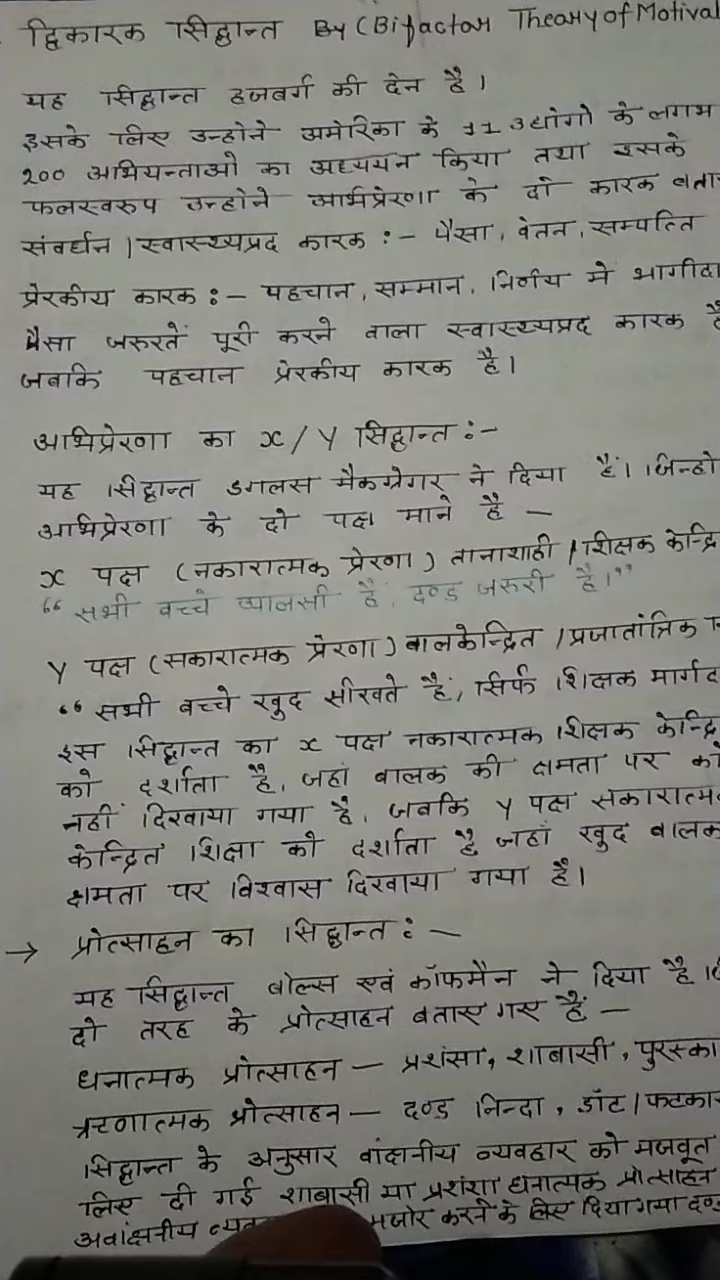 द्विकारक सिद्वान्त By (Bifactor Theory of Motival
यह सिद्वान्त हजबर्ग की देन है।
इसके लिए उन्होने अमेरिका के 11 उद्योगो के लगभ
200 अभियन्ताओ का अध्ययन किया तथा इसके
फलस्वरुप उन्होने अभिप्रेरणा के दो कारक बता
संवर्धन / स्वास्थ्यप्रद कारक :- पैसा, वेतन, सम्पत्ति
प्रेरकीय कारक :- पहचान, सम्मान, निर्णय मे भागीदा
पैसा जरुरतें पूरी करने वाला स्वास्थ्यप्रद कारक है
जबकि पहचान प्रेरकीय कारक है।
अभिप्रेरणा का x/y सिद्वान्त :-
यह सिद्वान्त डगलस मैकग्रेगर ने दिया हैं। जिन्हो
अभिप्रेरणा के दो पक्ष माने है —
x पक्ष (नकारात्मक प्रेरणा) तानाशाही / शिक्षक केन्द्रि
“ सभी बच्चे आलसी है, दण्ड जरुरी है।”
y पक्ष (सकारात्मक प्रेरणा) बालकेन्द्रित / प्रजातांत्रिक
“ सभी बच्चे खुद सीखते हैं, सिर्फ शिक्षक मार्गद
इस सिद्वान्त का x पक्ष नकारात्मक शिक्षक केन्द्रि
को दर्शाता है, जहां बालक की क्षमता पर को
नहीं दिखाया गया है, जबकि y पक्ष सकारात्म
केन्द्रित शिक्षा को दर्शाता है जहां खुद बालक
क्षमता पर विश्वास दिखाया गया है।
→ प्रोत्साहन का सिद्वान्त : —
यह सिद्वान्त बोल्स एवं कॉफमैन ने दिया है।
दो तरह के प्रोत्साहन बताए गए हैं —
धनात्मक प्रोत्साहन — प्रशंसा, शाबासी, पुरस्का
ऋणात्मक प्रोत्साहन — दण्ड निन्दा, डॉट / फटकार
सिद्वान्त के अनुसार वांक्षनीय व्यवहार को मजबूत
लिए दी गई शाबासी या प्रशंशा धनात्मक प्रोत्साहन
अवांक्षनीय करने के लिए दिया गया दण्ड